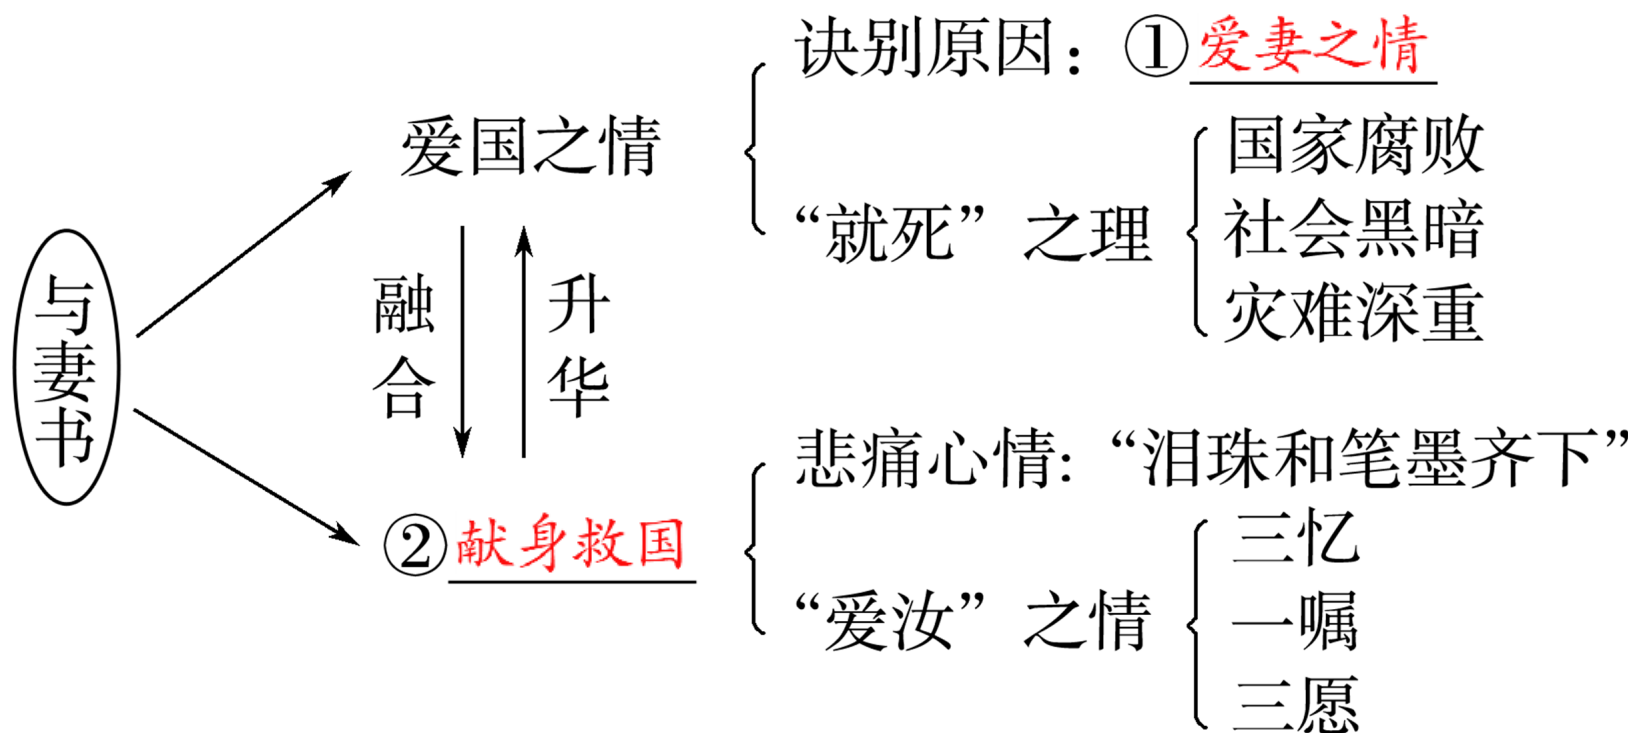 与妻书
爱国之情
诀别原因：①爱妻之情
“就死”之理
国家腐败
社会黑暗
灾难深重
融合
升华
②献身救国
悲痛心情：“泪珠和笔墨齐下”
“爱汝”之情
三忆
一嘱
三愿